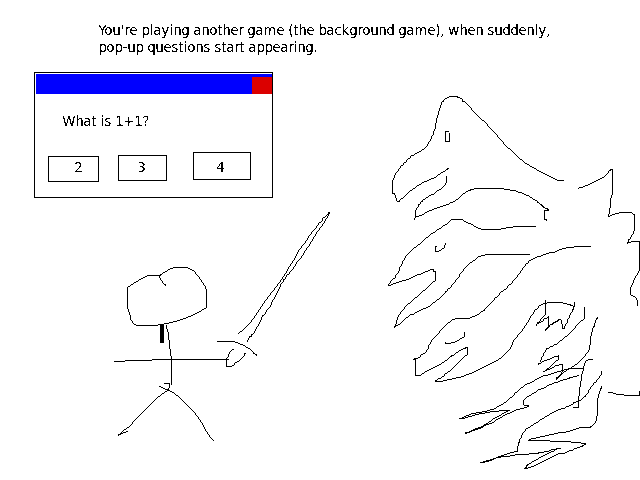 You're playing another game (the background game), when suddenly,
pop-up questions start appearing.
What is 1+1?
2 3 4